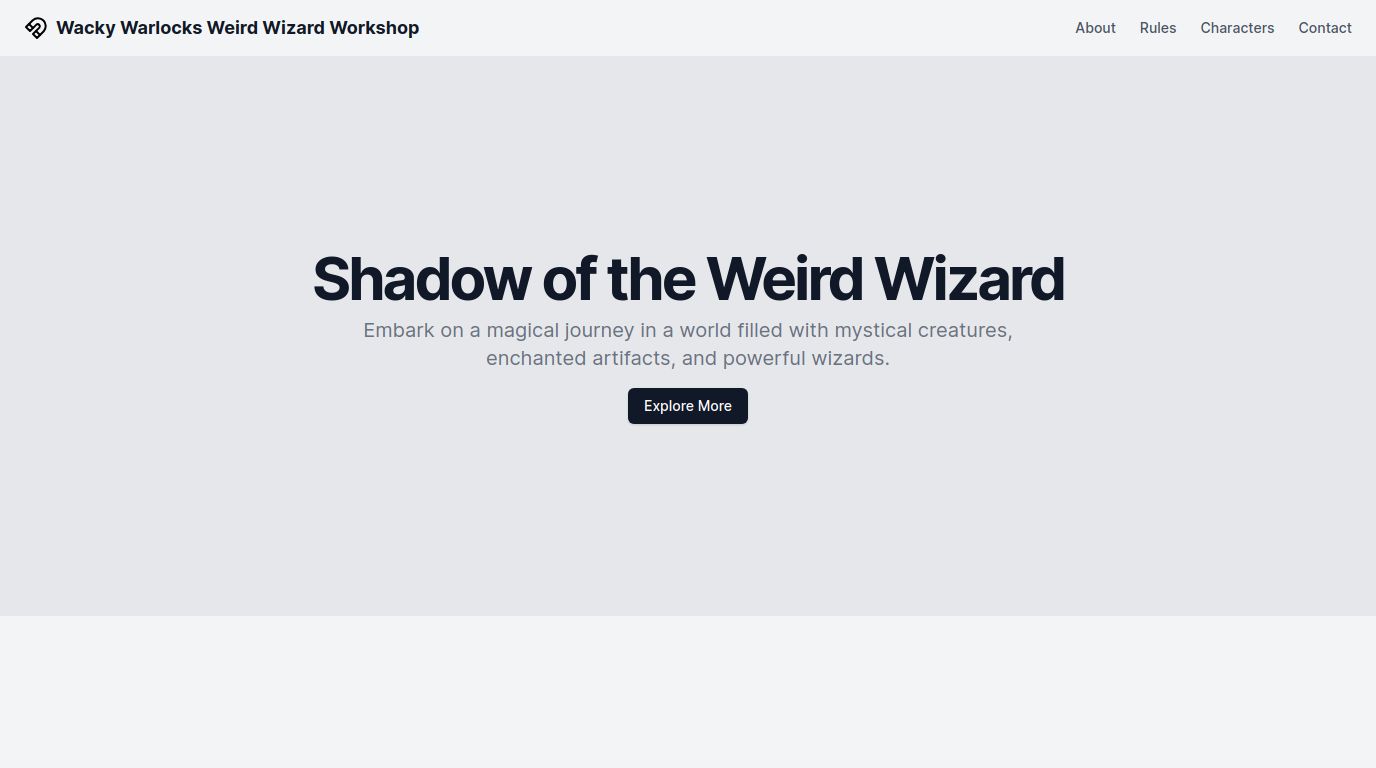 Wacky Warlocks Weird Wizard Workshop
About
Rules
Characters
Contact
Shadow of the Weird Wizard
Embark on a magical journey in a world filled with mystical creatures,
enchanted artifacts, and powerful wizards.
Explore More